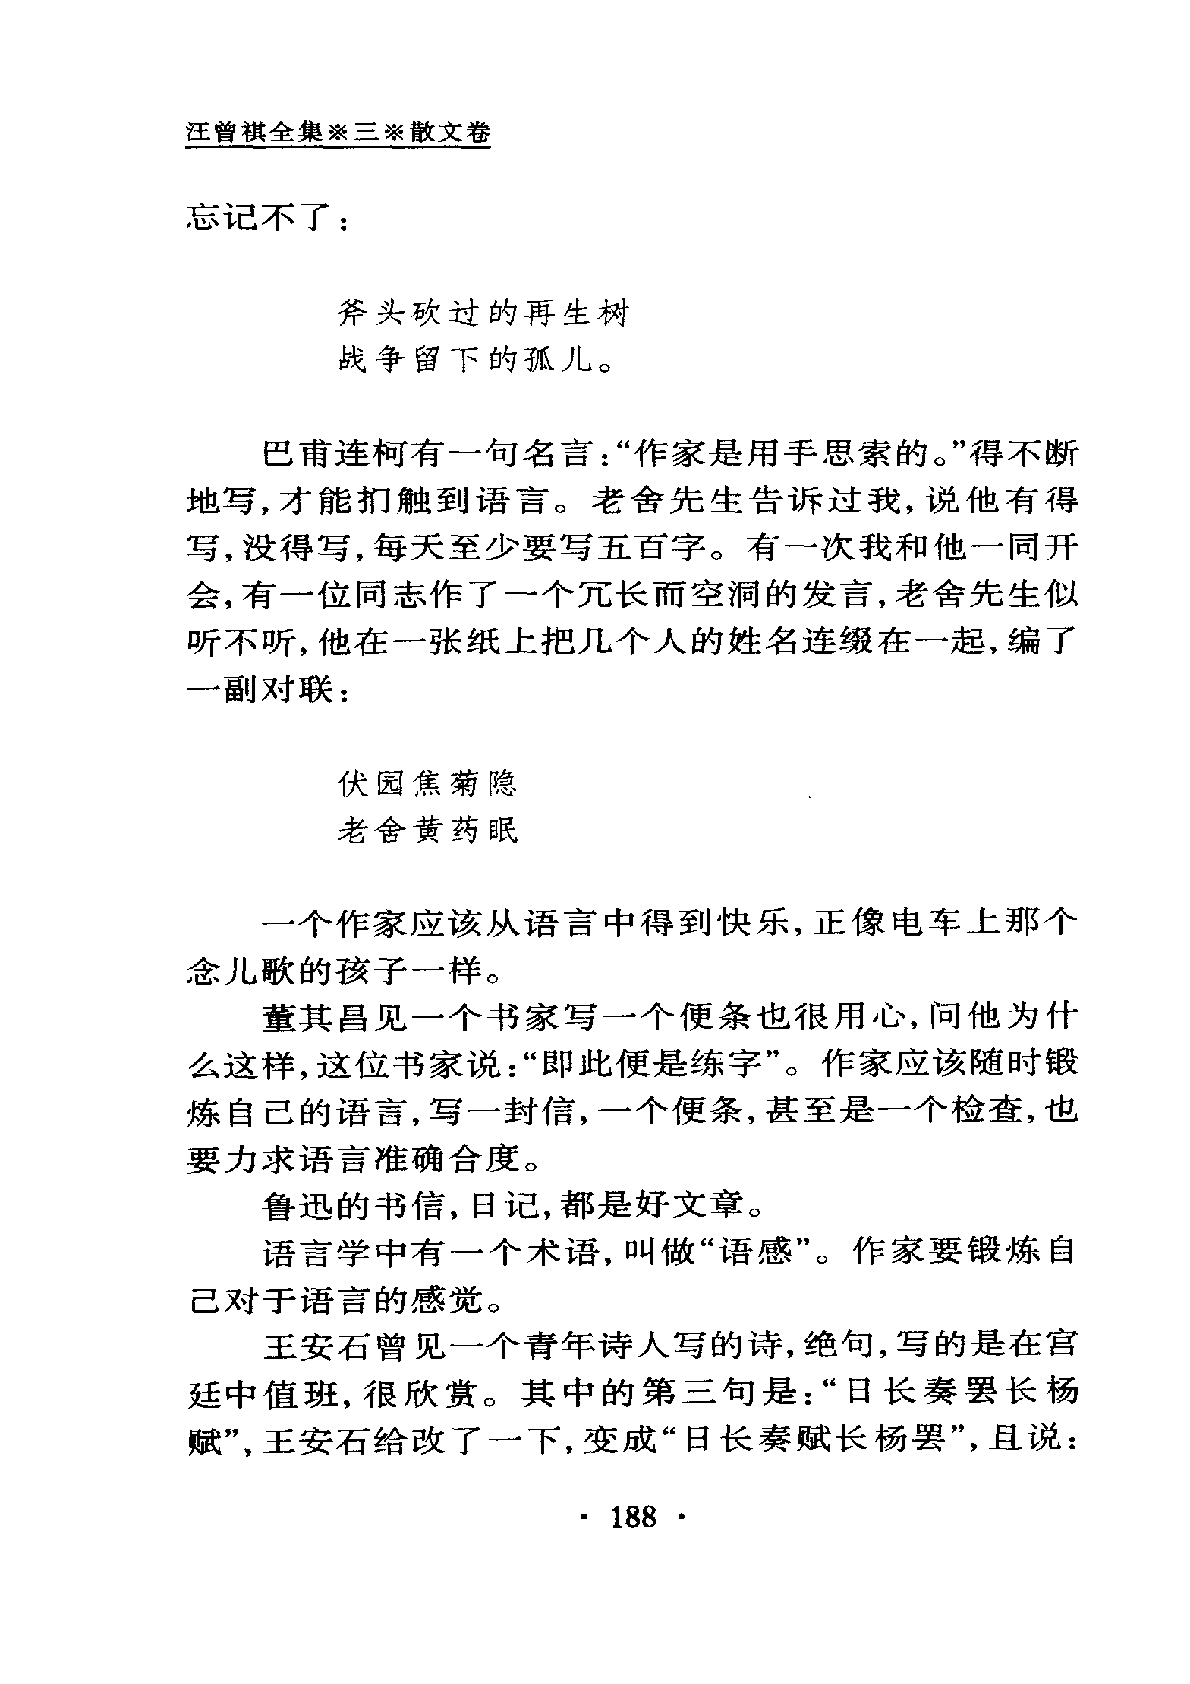 汪曾祺全集※三※散文卷
忘记不了：
斧头砍过的再生树
战争留下的孤儿。
巴甫连柯有一句名言：“作家是用手思索的。”得不断
地写，才能扪触到语言。老舍先生告诉过我，说他有得
写，没得写，每天至少要写五百字。有一次我和他一同开
会，有一位同志作了一个冗长而空洞的发言，老舍先生似
听不听，他在一张纸上把几个人的姓名连缀在一起，编了
一副对联：
伏园焦菊隐
老舍黄药眠
一个作家应该从语言中得到快乐，正像电车上那个
念儿歌的孩子一样。
董其昌见一个书家写一个便条也很用心，问他为什
么这样，这位书家说：“即此便是练字”。作家应该随时锻
炼自己的语言，写一封信，一个便条，甚至是一个检查，也
要力求语言准确合度。
鲁迅的书信，日记，都是好文章。
语言学中有一个术语，叫做“语感”。作家要锻炼自
己对于语言的感觉。
王安石曾见一个青年诗人写的诗，绝句，写的是在宫
廷中值班，很欣赏。其中的第三句是：“日长奏罢长杨
赋”，王安石给改了一下，变成“日长奏赋长杨罢”，且说：
· 188 ·